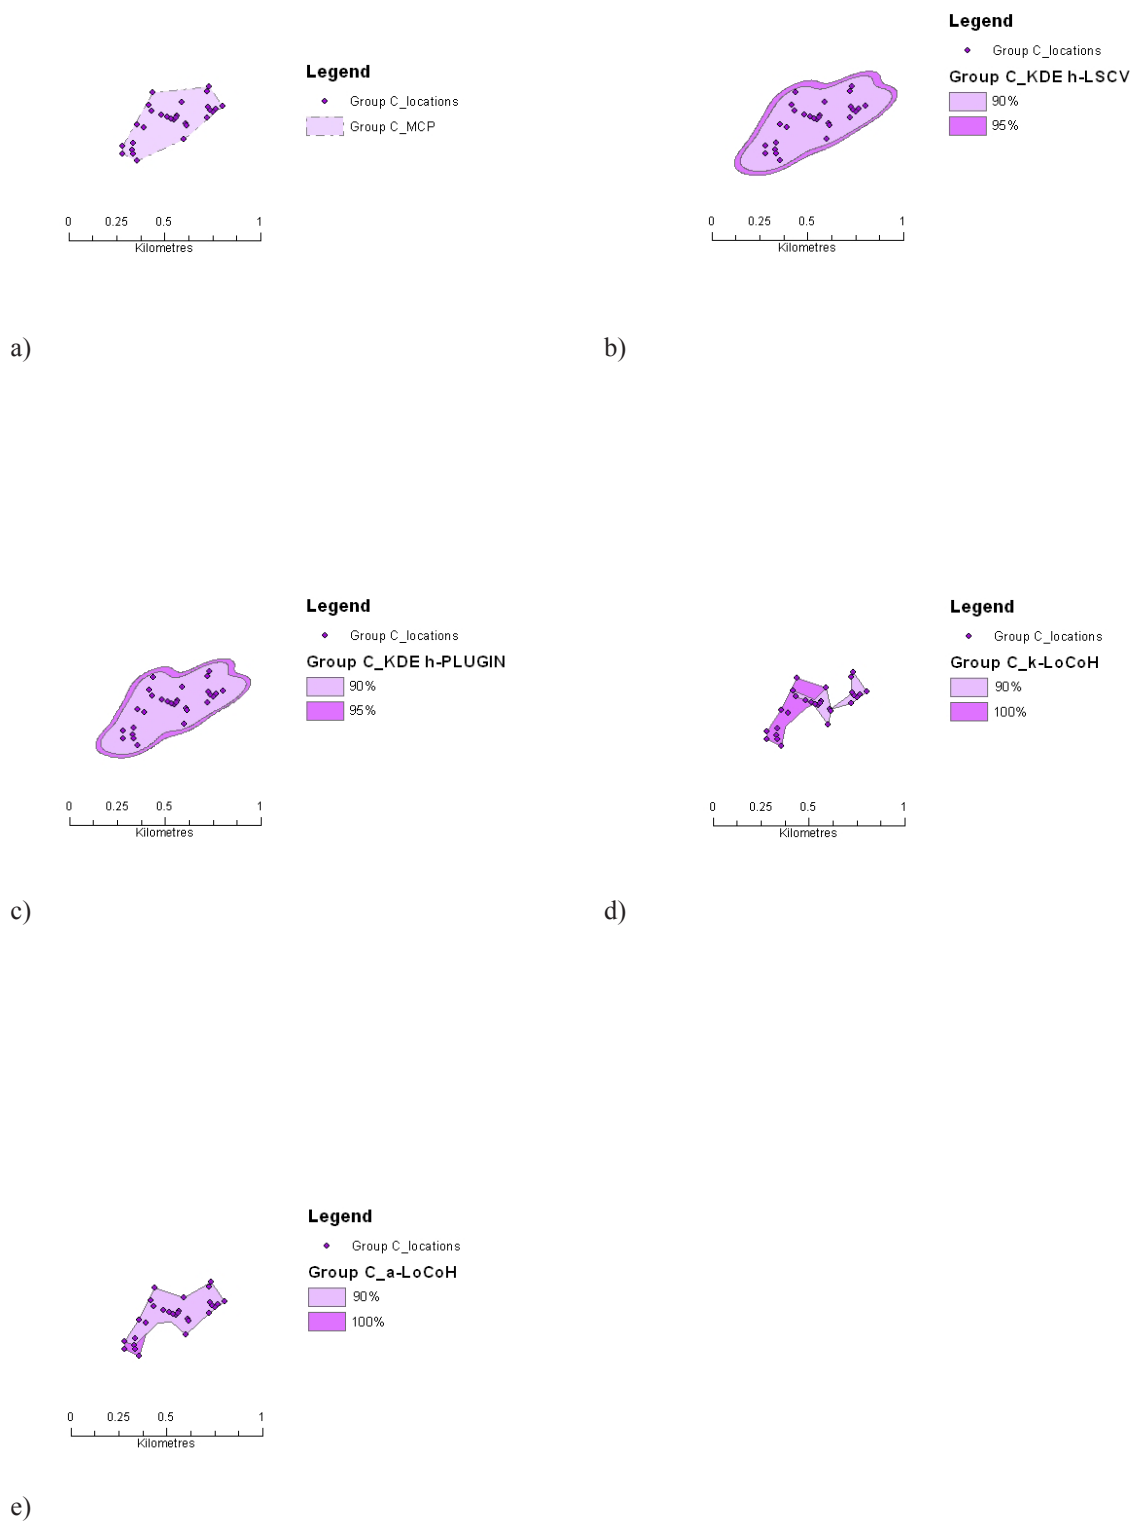 Legend
Group C_locations
Group C_MCP
0 0.25 0.5 1
Kilometres
a)
Legend
Group C_locations
Group C_KDE h-LSCV
90%
95%
0 0.25 0.5 1
Kilometres
b)
Legend
Group C_locations
Group C_KDE h-PLUGIN
90%
95%
0 0.25 0.5 1
Kilometres
c)
Legend
Group C_locations
Group C_k-LoCoH
90%
100%
0 0.25 0.5 1
Kilometres
d)
Legend
Group C_locations
Group C_a-LoCoH
90%
100%
0 0.25 0.5 1
Kilometres
e)